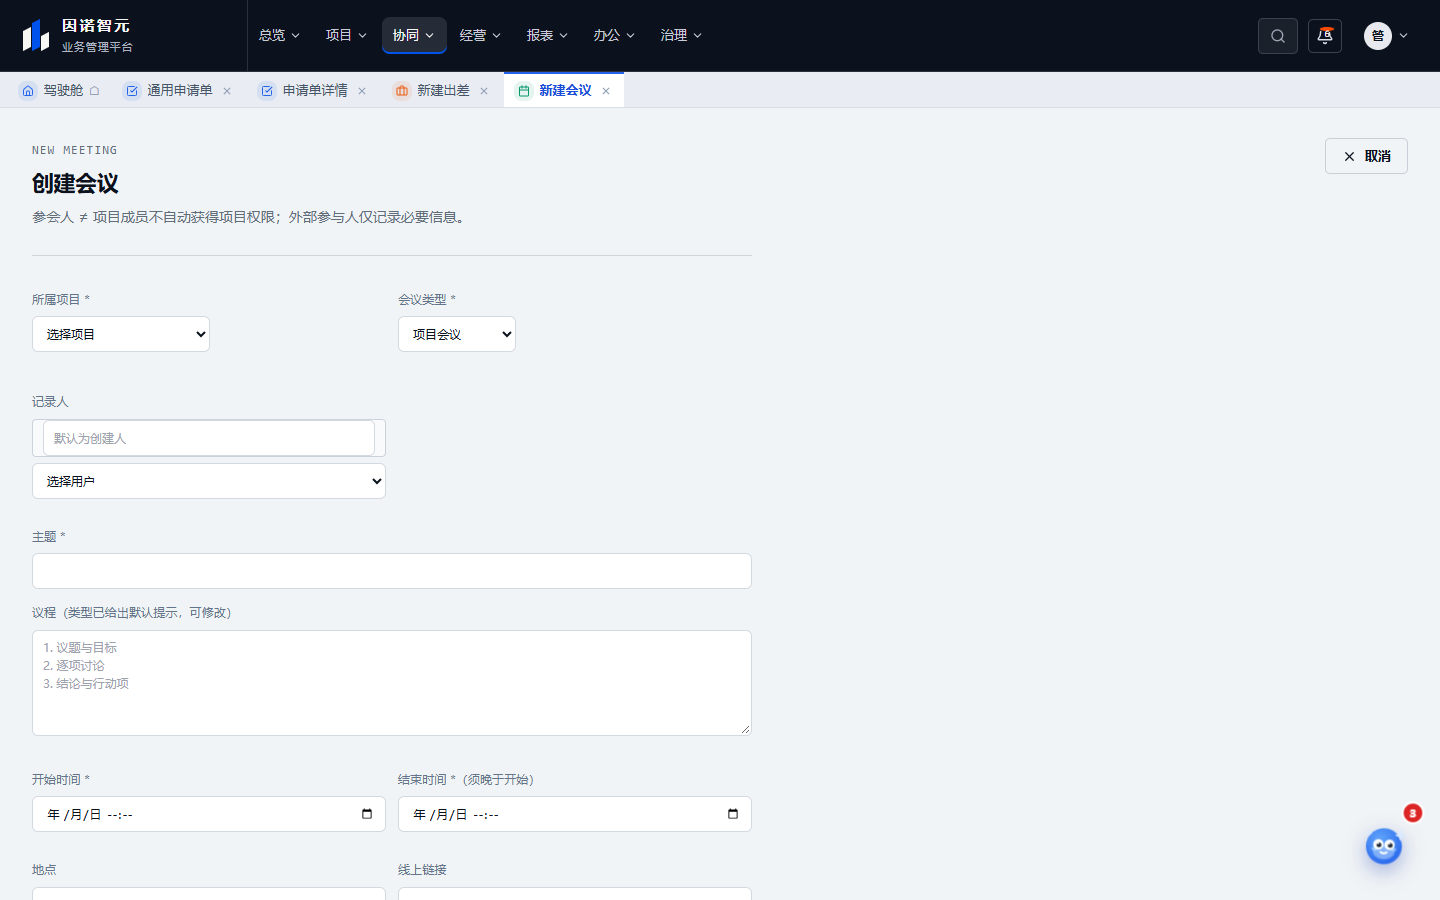 因诺智元
业务管理平台
总览
项目
协同
经营
报表
办公
治理
管
驾驶舱
通用申请单
申请单详情
新建出差
新建会议
NEW MEETING
取消
创建会议
参会人 ≠ 项目成员不自动获得项目权限；外部参与人仅记录必要信息。
所属项目 *
会议类型 *
选择项目
项目会议
记录人
默认为创建人
选择用户
主题 *
议程（类型已给出默认提示，可修改）
1. 议题与目标
2. 逐项讨论
3. 结论与行动项
开始时间 *
结束时间 *（须晚于开始）
年 /月/日 --:--
年 /月/日 --:--
3
地点
线上链接